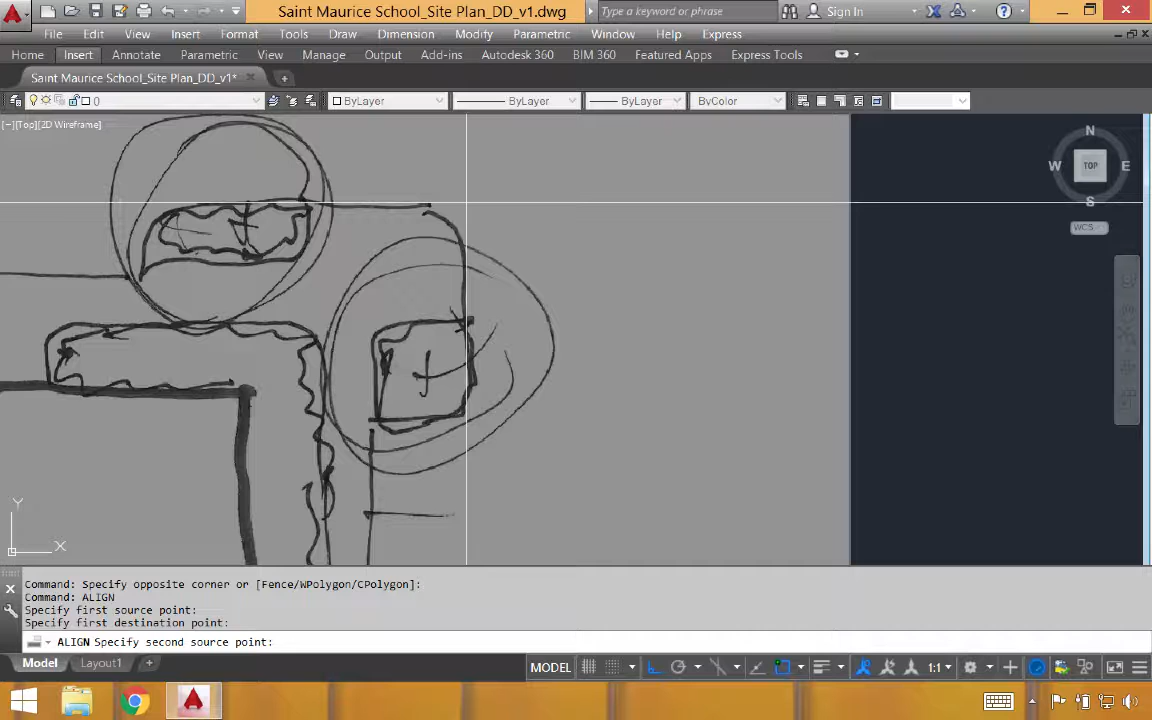 Saint Maurice School_Site Plan_DD_v1.dwg
Type a keyword or phrase
Sign In
File Edit View Insert Format Tools Draw Dimension Modify Parametric Window Help Express
Home Insert Annotate Parametric View Manage Output Add-ins Autodesk 360 BIM 360 Featured Apps Express Tools
Saint Maurice School_Site Plan_DD_v1*
0 ByLayer ByLayer ByLayer ByColor
[−][Top][2D Wireframe]
N
W TOP E
S
WCS
Y
X
Command: Specify opposite corner or [Fence/WPolygon/CPolygon]:
Command: ALIGN
Specify first source point:
Specify first destination point:
ALIGN Specify second source point:
Model Layout1
MODEL 1:1